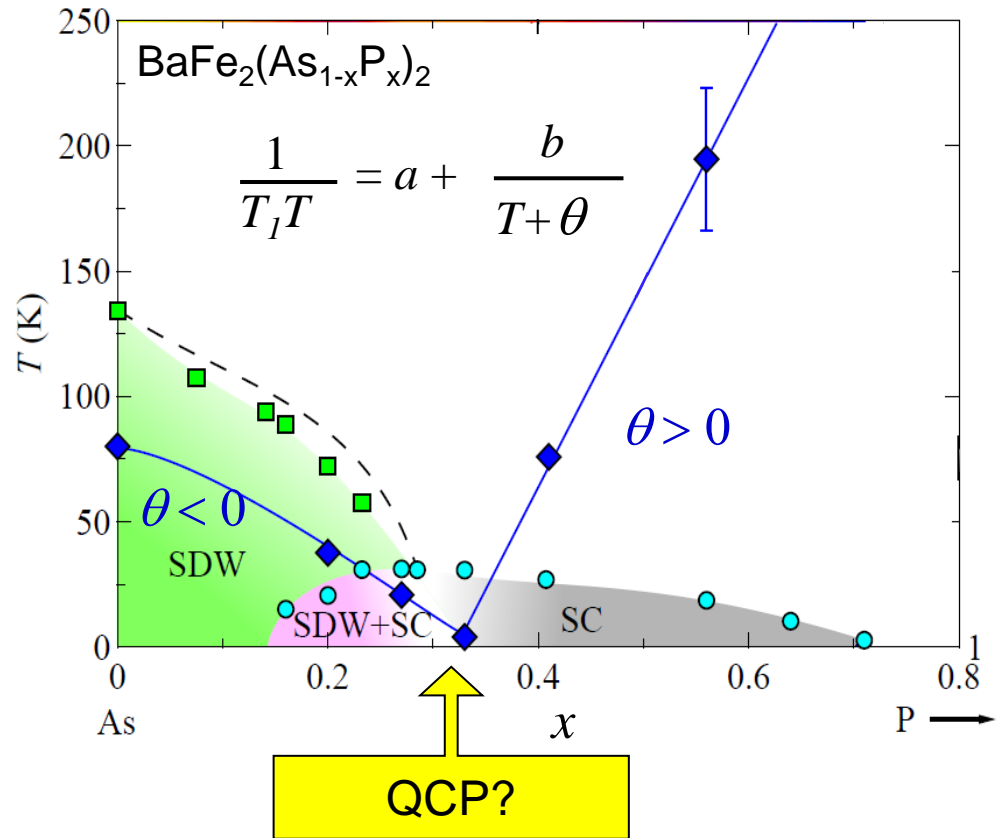 BaFe₂(As₁₋ₓPₓ)₂
1/T₁T = a + b/T+θ
T (K)
250
200
150
100
50
0
θ < 0
θ > 0
SDW
SDW+SC
SC
1
0 0.2 0.4 0.6 0.8
As x P
QCP?